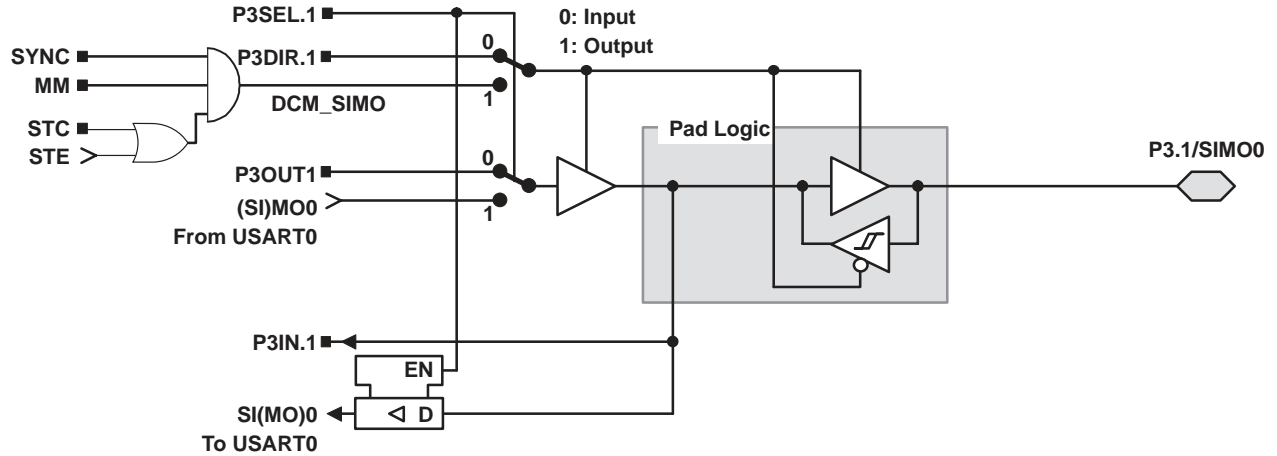 P3SEL.1
0: Input
1: Output
SYNC
P3DIR.1
0
MM
1
DCM_SIMO
STC
STE
Pad Logic
P3.1/SIMO0
P3OUT1
0
(SI)MO0
1
From USART0
P3IN.1
EN
SI(MO)0
D
To USART0